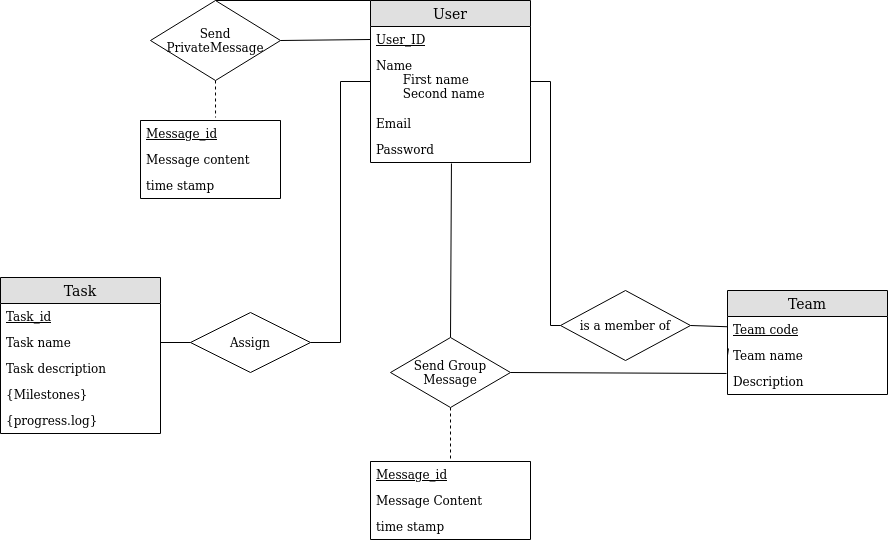 Send
PrivateMessage
User
User_ID
Name
First name
Second name
Email
Password
Message_id
Message content
time stamp
Task
Task_id
Task name
Task description
{Milestones}
{progress.log}
Assign
is a member of
Team
Team code
Team name
Description
Send Group
Message
Message_id
Message Content
time stamp